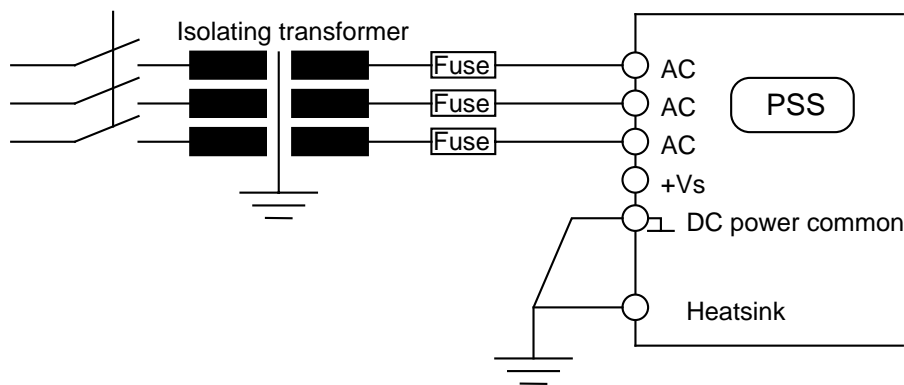 Isolating transformer
Fuse
AC
Fuse
AC
PSS
Fuse
AC
+Vs
DC power common
Heatsink